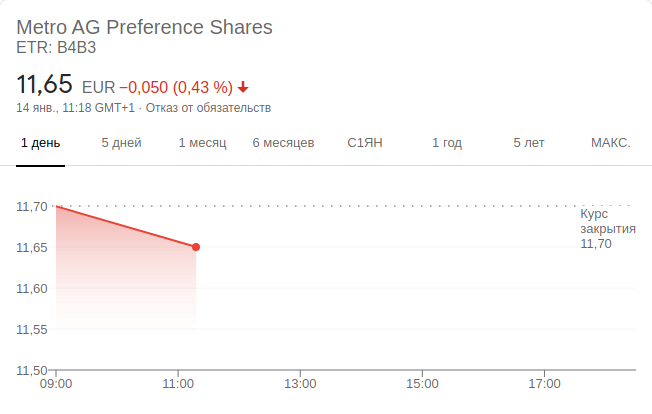 Metro AG Preference Shares
ETR: B4B3
11,65 EUR −0,050 (0,43 %)
14 янв., 11:18 GMT+1 · Отказ от обязательств
1 день 5 дней 1 месяц 6 месяцев С1ЯН 1 год 5 лет МАКС.
11,70
Курс
закрытия
11,70
11,65
11,60
11,55
11,50
09:00 11:00 13:00 15:00 17:00